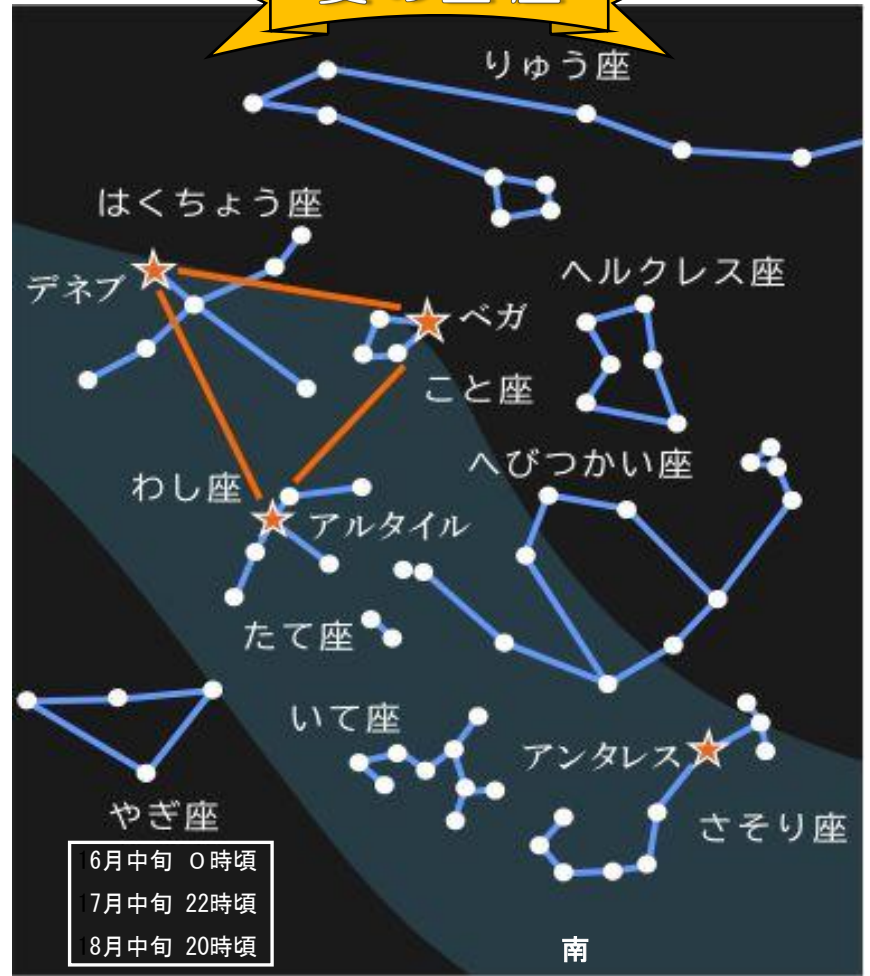 夏の星座
りゅう座
はくちょう座
デネブ
ヘルクレス座
ベガ
こと座
へびつかい座
わし座
アルタイル
たて座
いて座
アンタレス
やぎ座
さそり座
6月中旬 0時頃
7月中旬 22時頃
8月中旬 20時頃
南